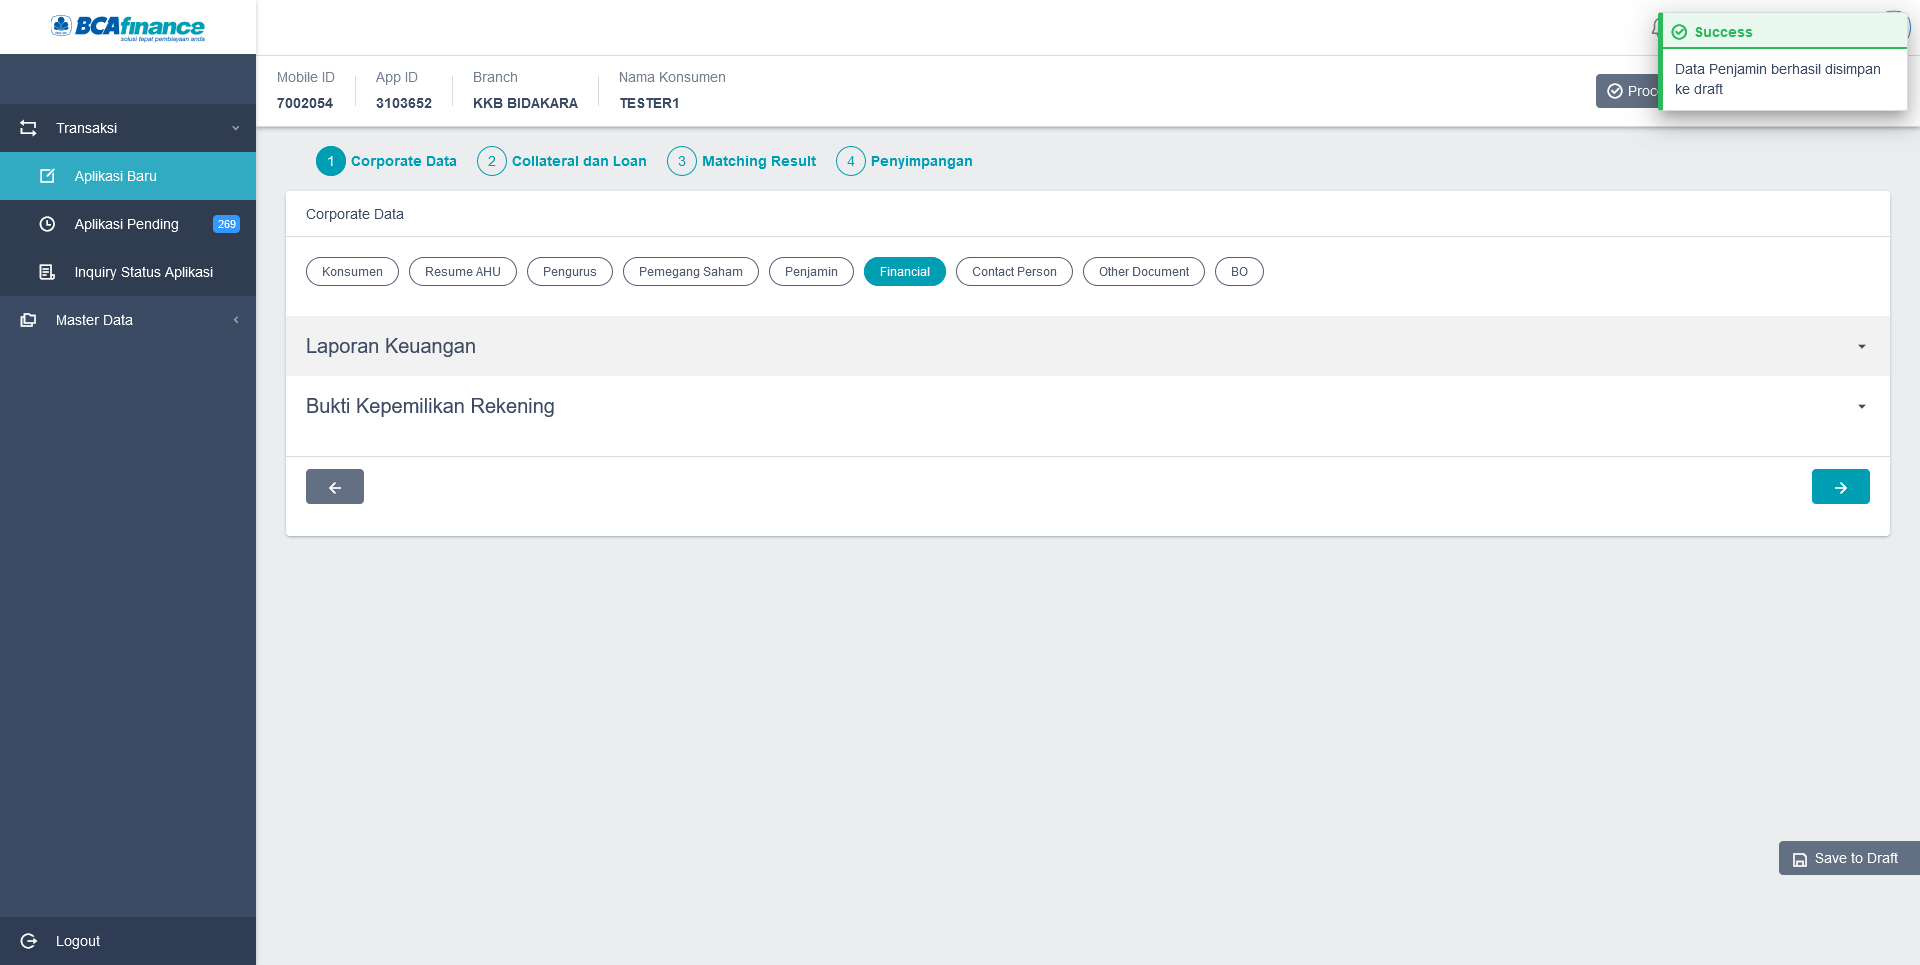 BCAfinance
solusi tepat pembiayaan anda
Mobile ID
7002054
App ID
3103652
Branch
KKB BIDAKARA
Nama Konsumen
TESTER1
Proc
Success
Data Penjamin berhasil disimpan
ke draft
Transaksi
Aplikasi Baru
Aplikasi Pending 269
Inquiry Status Aplikasi
Master Data
Logout
1 Corporate Data 2 Collateral dan Loan 3 Matching Result 4 Penyimpangan
Corporate Data
Konsumen Resume AHU Pengurus Pemegang Saham Penjamin Financial Contact Person Other Document BO
Laporan Keuangan
Bukti Kepemilikan Rekening
Save to Draft